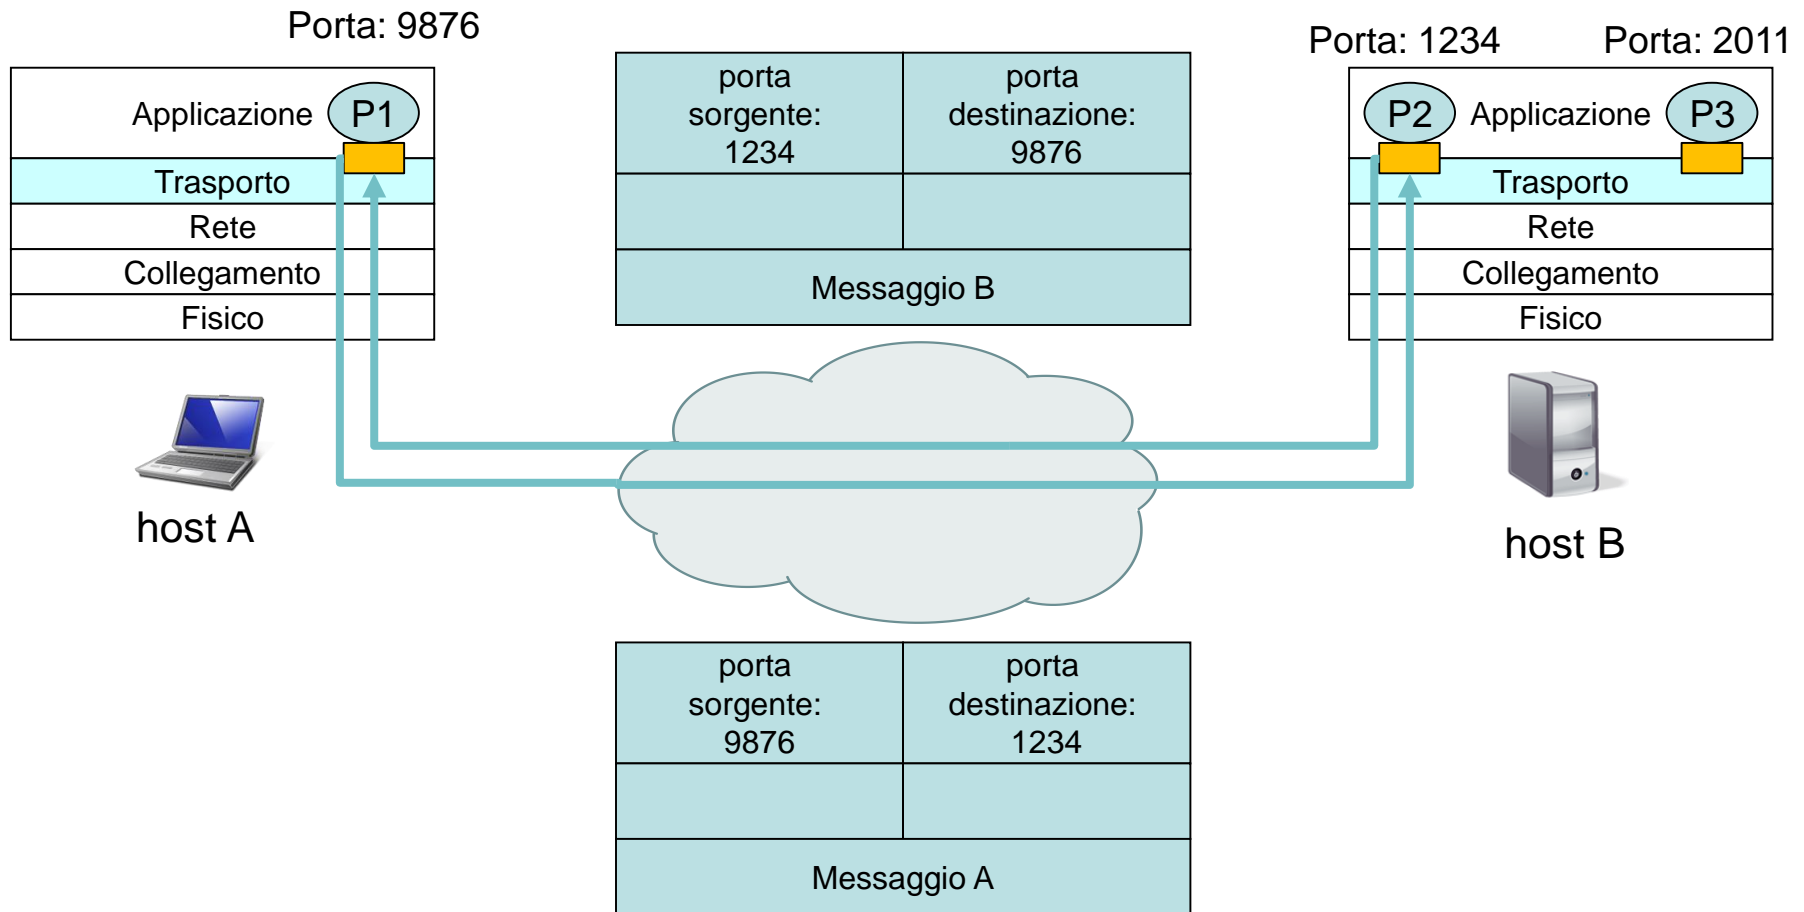 Porta: 9876
Applicazione P1
Trasporto
Rete
Collegamento
Fisico
host A
porta
sorgente:
1234
porta
destinazione:
9876
Messaggio B
Porta: 1234
Porta: 2011
P2 Applicazione P3
Trasporto
Rete
Collegamento
Fisico
host B
porta
sorgente:
9876
porta
destinazione:
1234
Messaggio A